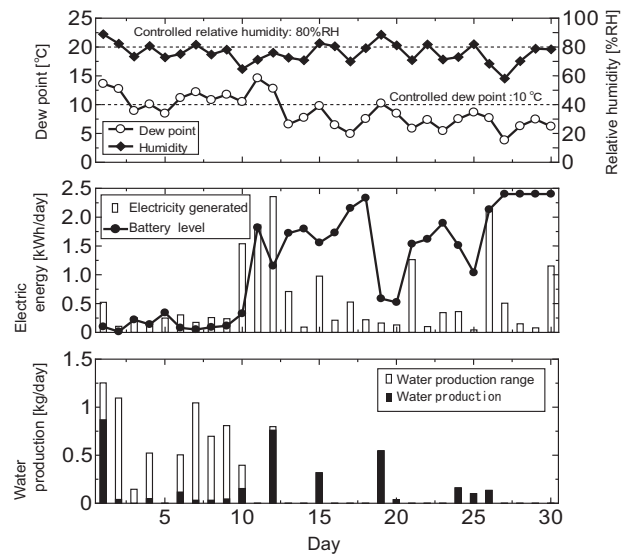 Controlled relative humidity: 80%RH
Controlled dew point :10 °C
Dew point
Humidity
Dew point [°C]
25
20
15
10
5
0
Relative humidity [%RH]
100
80
60
40
20
0
Electricity generated
Battery level
Electric
energy [kWh/day]
2.5
2.0
1.5
1.0
0.5
0
Water production range
Water production
Water
production [kg/day]
1.5
1
0.5
0
5
10
15
20
25
30
Day